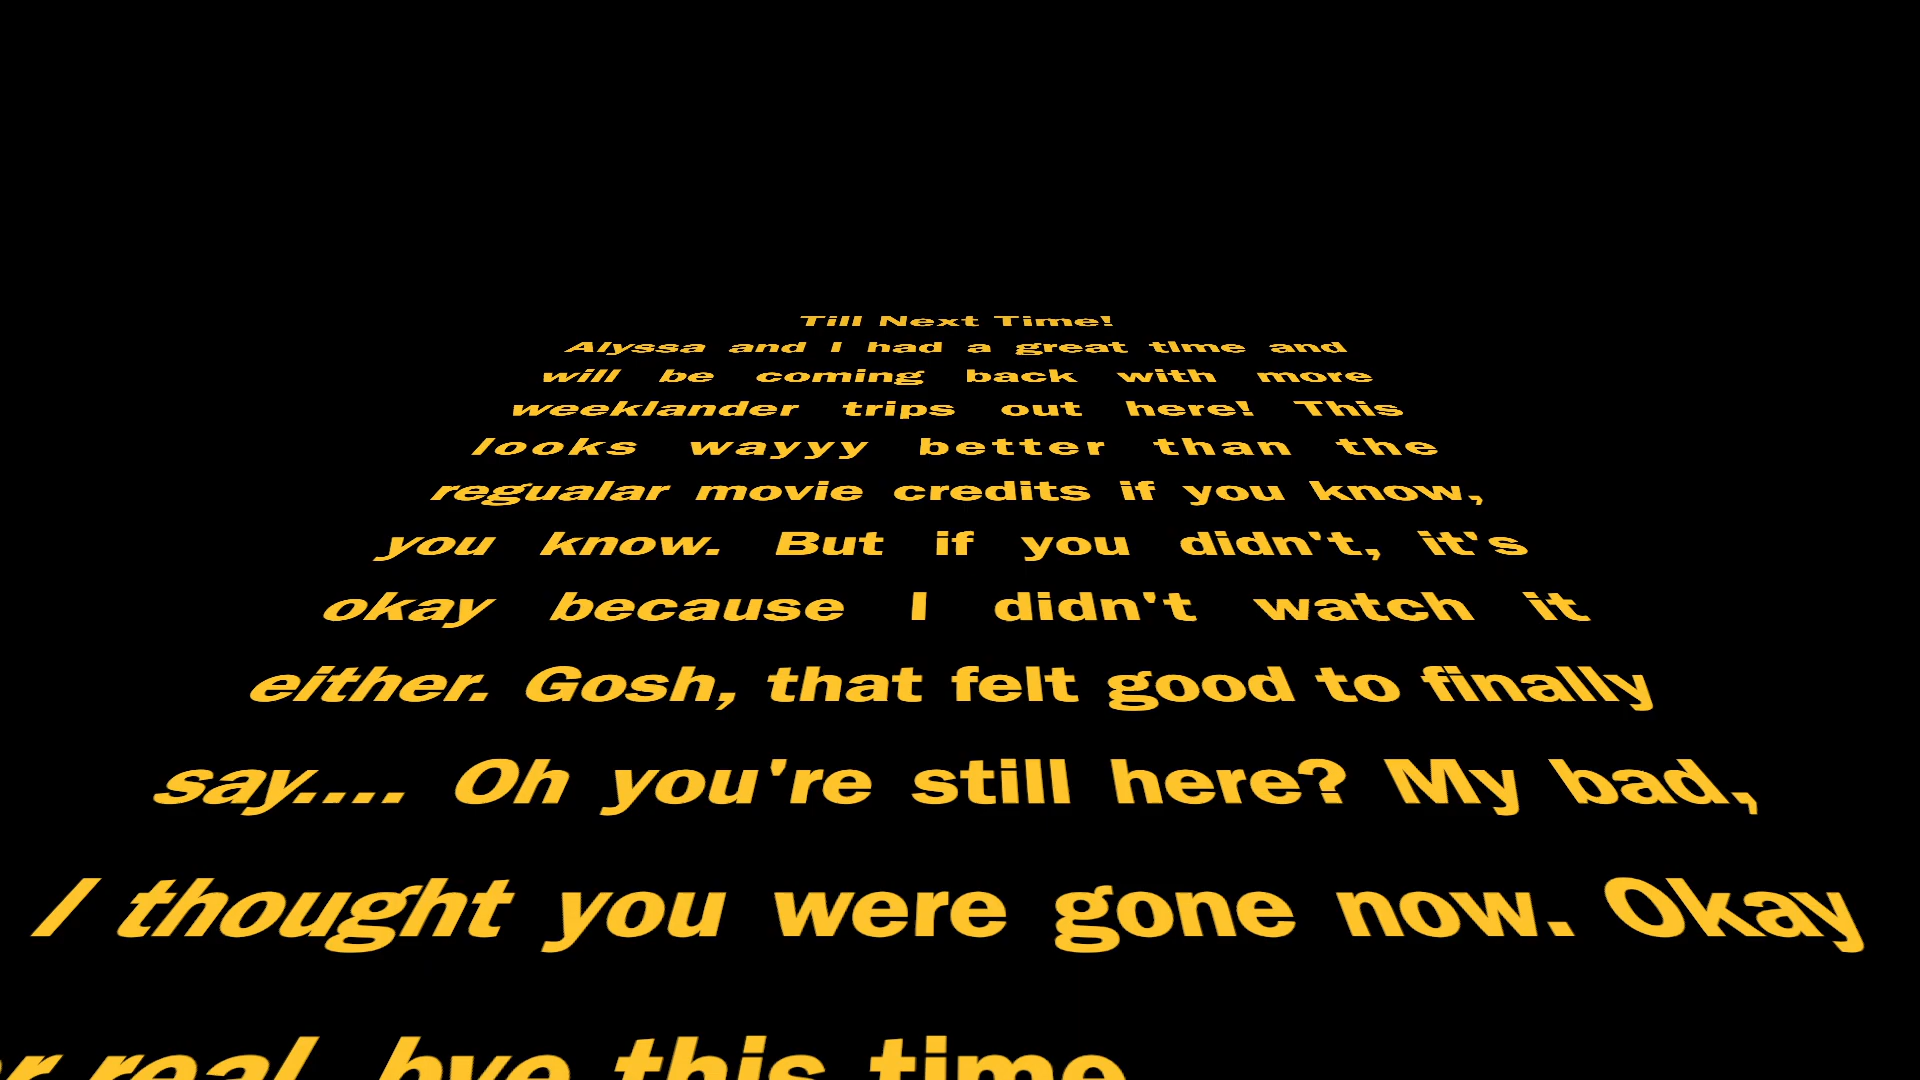 Till Next Time!
Alyssa and I had a great time and
will be coming back with more
weeklander trips out here! This
looks wayyy better than the
regualar movie credits if you know,
you know. But if you didn't, it's
okay because I didn't watch it
either. Gosh, that felt good to finally
say.... Oh you're still here? My bad,
I thought you were gone now. Okay
real, bye this time